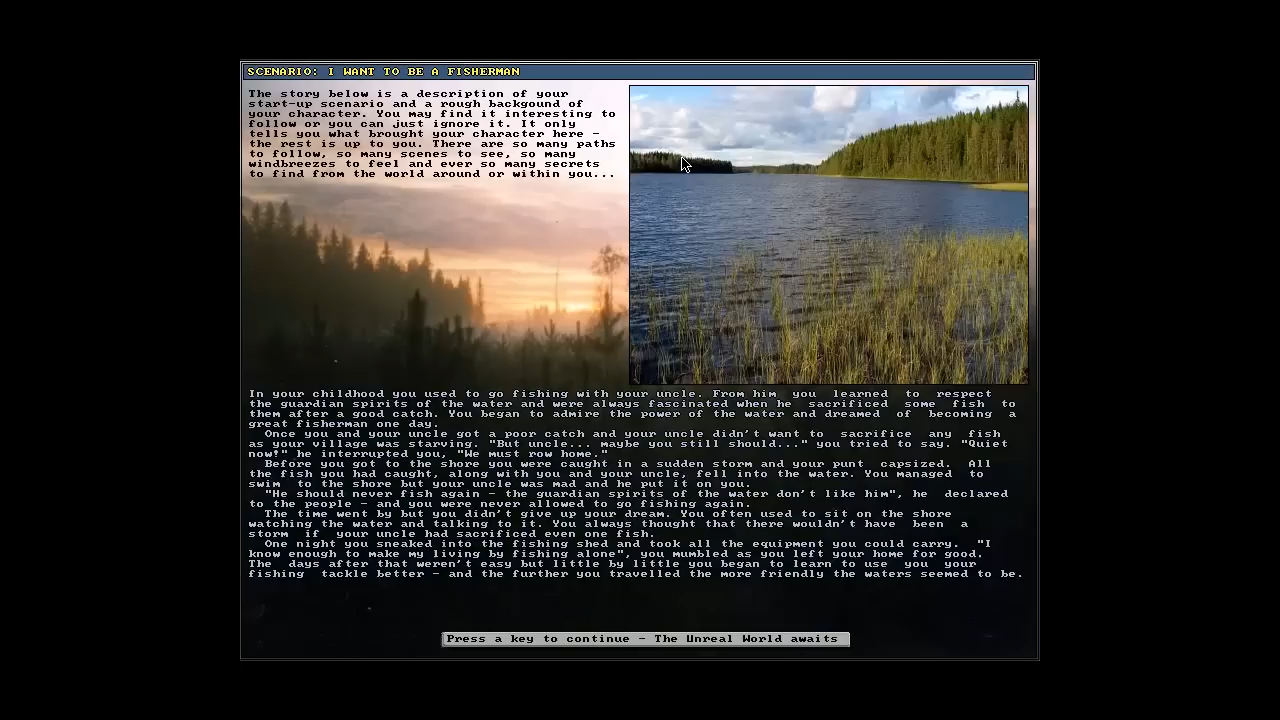 SCENARIO: I WANT TO BE A FISHERMAN
The story below is a description of your
start-up scenario and a rough backgound of
your character. You may find it interesting to
follow or you can just ignore it. It only
tells you what brought your character here -
the rest is up to you. There are so many paths
to follow, so many scenes to see, so many
windbreezes to feel and ever so many secrets
to find from the world around or within you...
In your childhood you used to go fishing with your uncle. From him you learned to respect
the guardian spirits of the water and were always fascinated when he sacrificed some fish to
them after a good catch. You began to admire the power of the water and dreamed of becoming a
great fisherman one day.
Once you and your uncle got a poor catch and your uncle didn't want to sacrifice any fish
as your village was starving. "But uncle... maybe you still should..." you tried to say. "Quiet
now!" he interrupted you, "We must row home."
Before you got to the shore you were caught in a sudden storm and your punt capsized. All
the fish you had caught, along with you and your uncle, fell into the water. You managed to
swim to the shore but your uncle was mad and he put it on you.
"He should never fish again - the guardian spirits of the water don't like him", he declared
to the people - and you were never allowed to go fishing again.
The time went by but you didn't give up your dream. You often used to sit on the shore
watching the water and talking to it. You always thought that there wouldn't have been a
storm if your uncle had sacrificed even one fish.
One night you sneaked into the fishing shed and took all the equipment you could carry. "I
know enough to make my living by fishing alone", you mumbled as you left your home for good.
The days after that weren't easy but little by little you began to learn to use you your
fishing tackle better - and the further you travelled the more friendly the waters seemed to be.
Press a key to continue - The Unreal World awaits